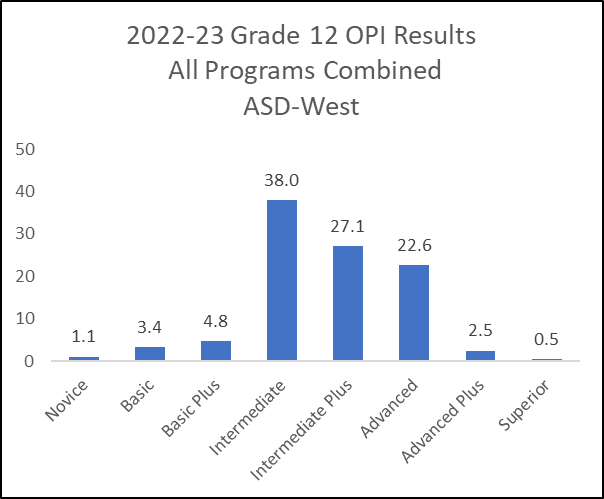 2022-23 Grade 12 OPI Results
All Programs Combined
ASD-West
50
40
30
20
10
0
1.1
3.4
4.8
38.0
27.1
22.6
2.5
0.5
Novice
Basic
Basic Plus
Intermediate
Intermediate Plus
Advanced
Advanced Plus
Superior